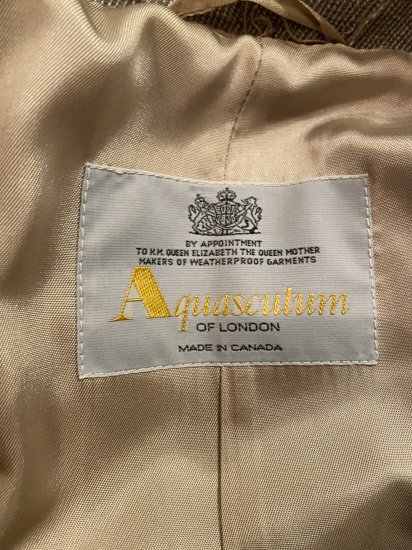 BY APPOINTMENT
TO H.M. QUEEN ELIZABETH THE QUEEN MOTHER
MAKERS OF WEATHERPROOF GARMENTS
Aquascutum
OF LONDON
MADE IN CANADA